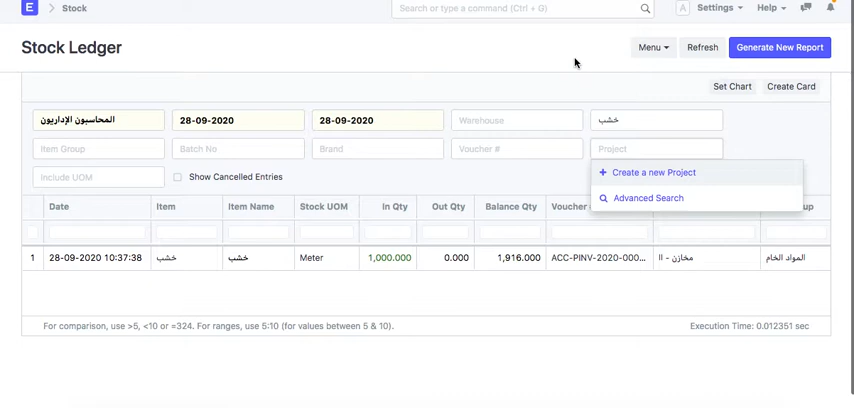 E
Stock
Search or type a command (Ctrl + G)
A
Settings
Help
Stock Ledger
Menu
Refresh
Generate New Report
Set Chart
Create Card
المحاسبون الإداريون
28-09-2020
28-09-2020
Warehouse
خشب
Item Group
Batch No
Brand
Voucher #
Project
Include UOM
Show Cancelled Entries
Create a new Project
Advanced Search
Date Item Item Name Stock UOM In Qty Out Qty Balance Qty
1 28-09-2020 10:37:38 خشب خشب Meter 1,000.000 0.000 1,916.000 ACC-PINV-2020-000... مخازن - اا المواد الخام
For comparison, use >5, <10 or =324. For ranges, use 5:10 (for values between 5 & 10).
Execution Time: 0.012351 sec